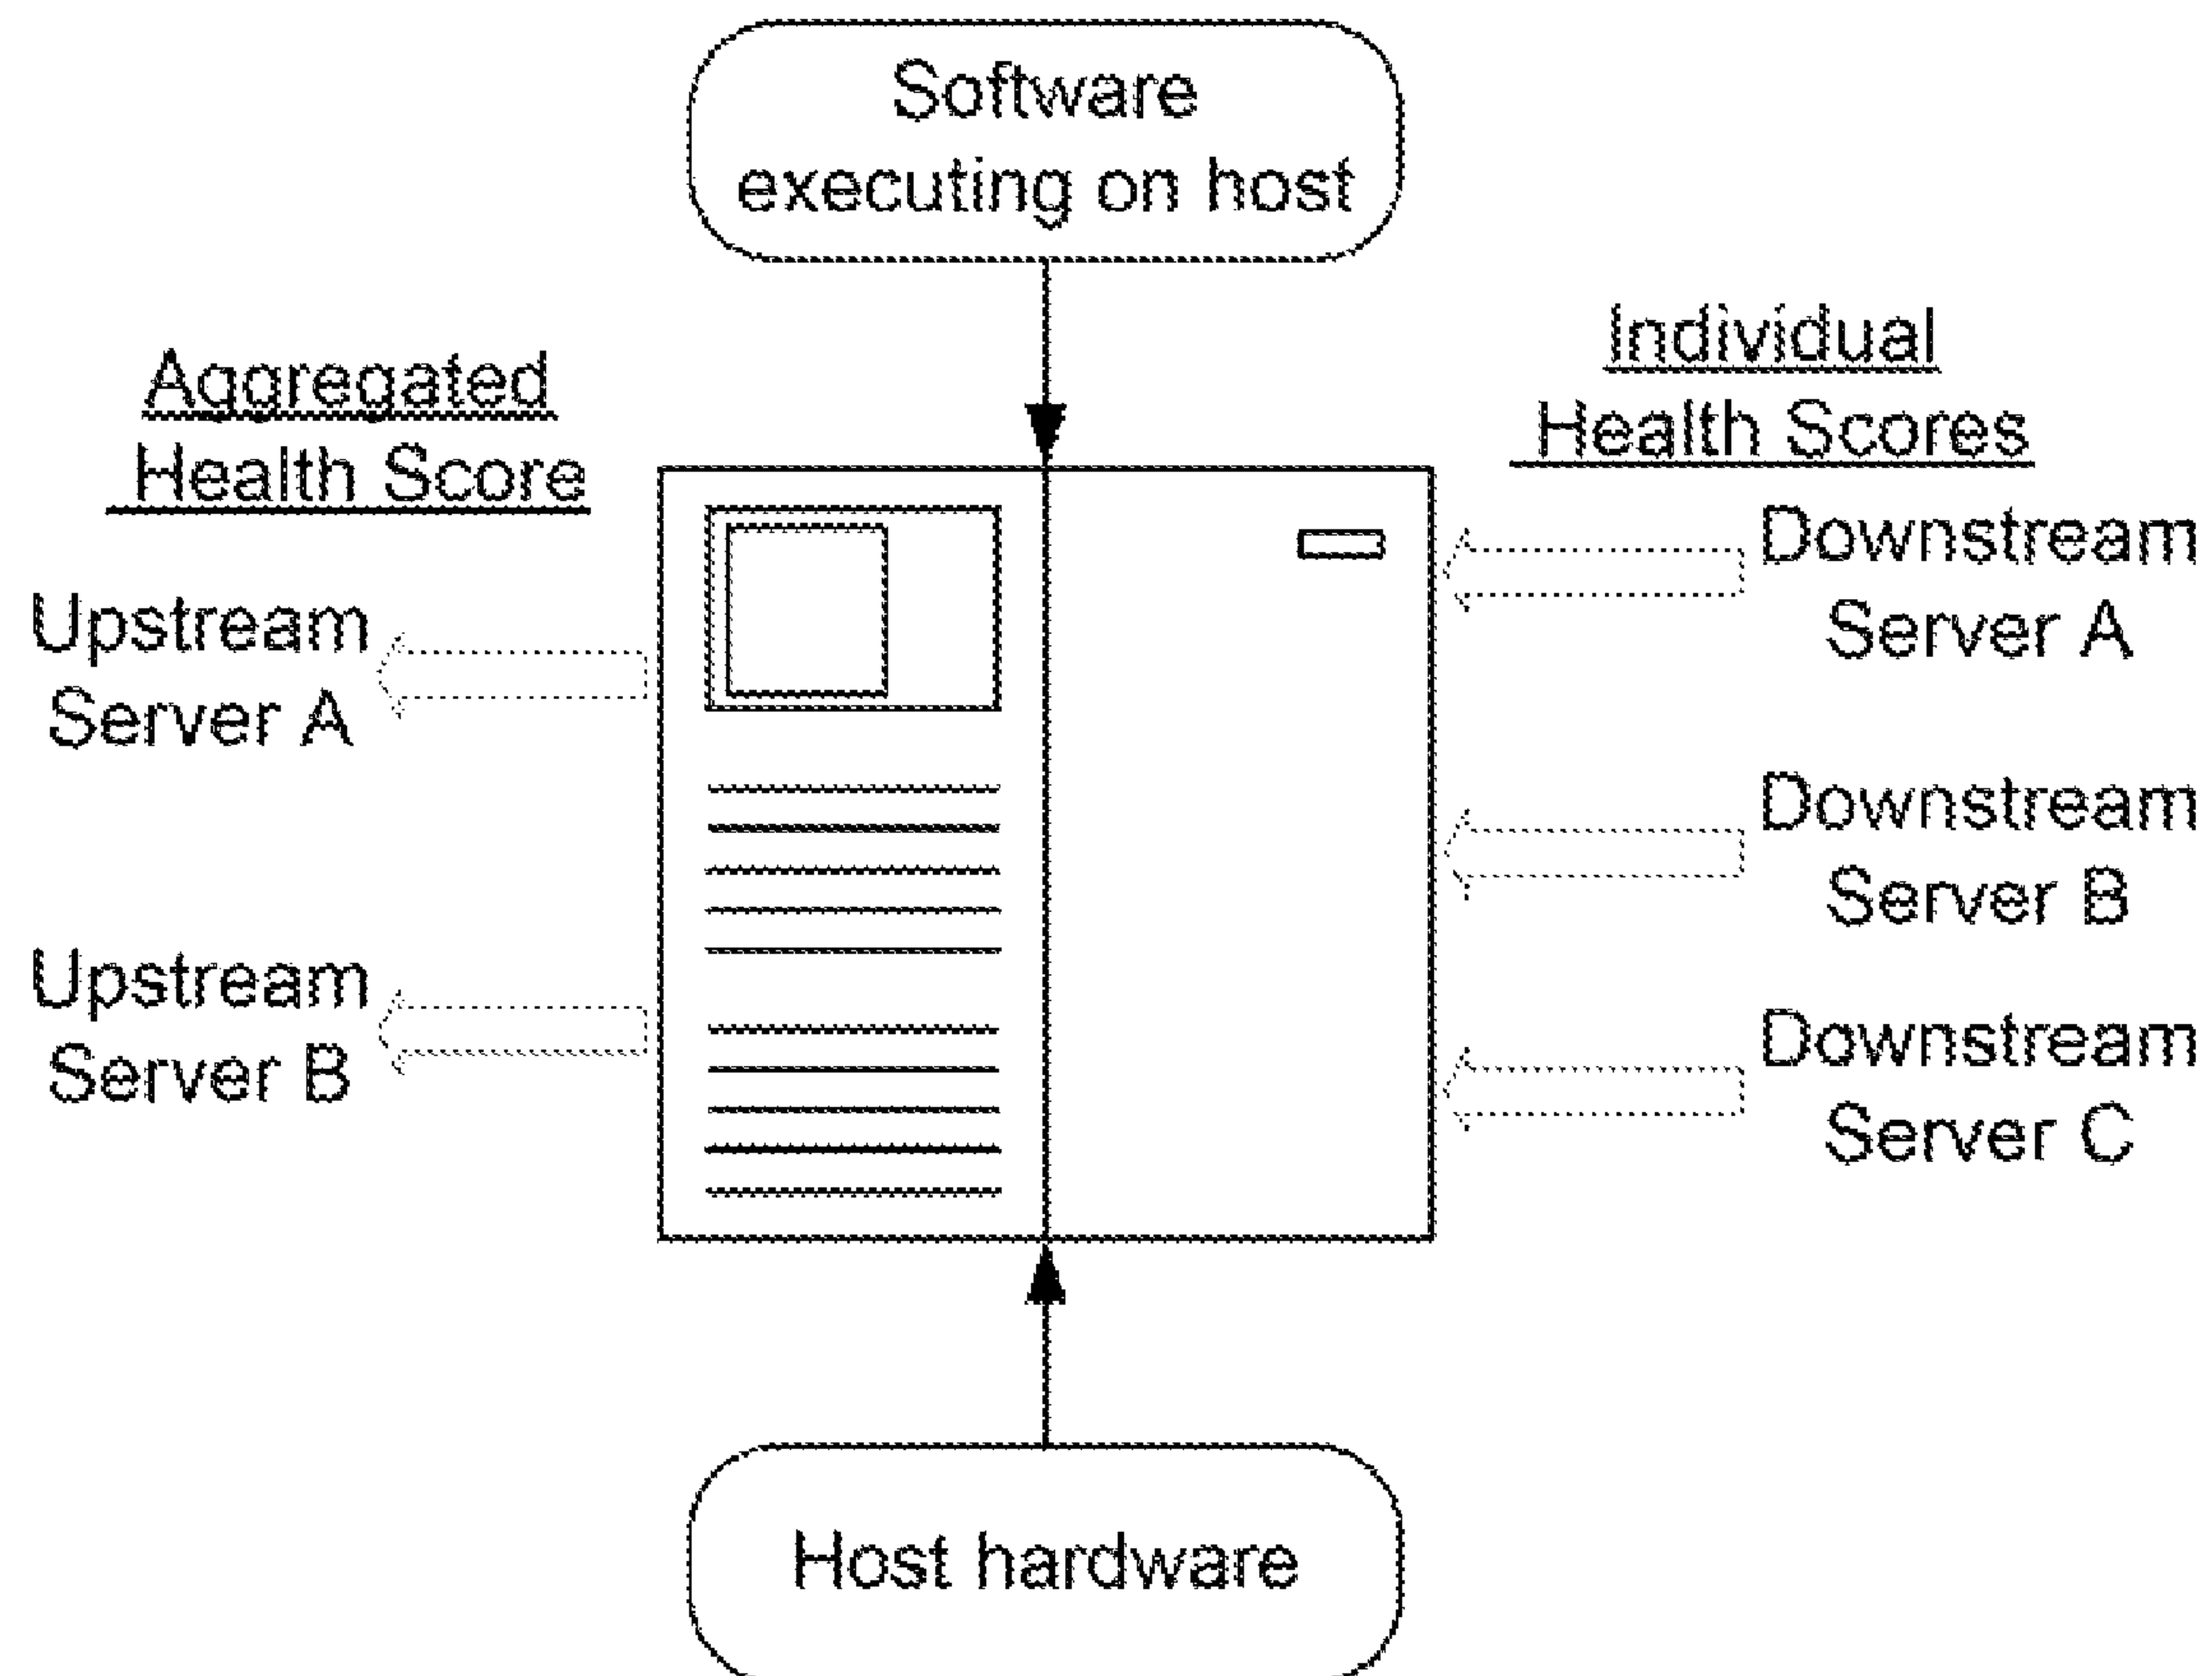 Software
executing on host
Aggregated
Health Score
Individual
Health Scores
Upstream
Server A
Upstream
Server B
Downstream
Server A
Downstream
Server B
Downstream
Server C
Host hardware